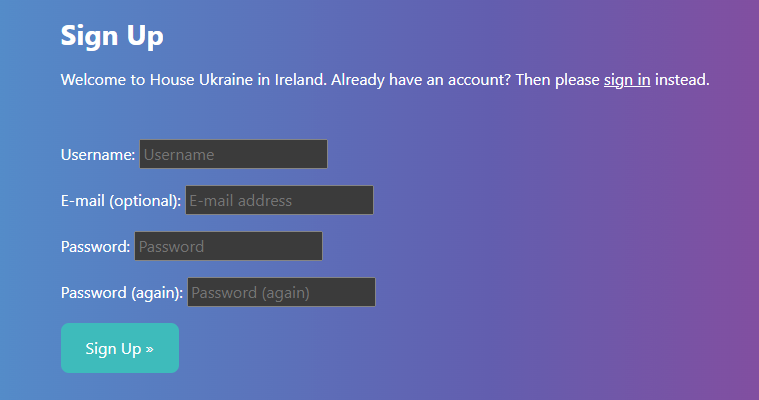 Sign Up
Welcome to House Ukraine in Ireland. Already have an account? Then please sign in instead.
Username: Username
E-mail (optional): E-mail address
Password: Password
Password (again): Password (again)
Sign Up »